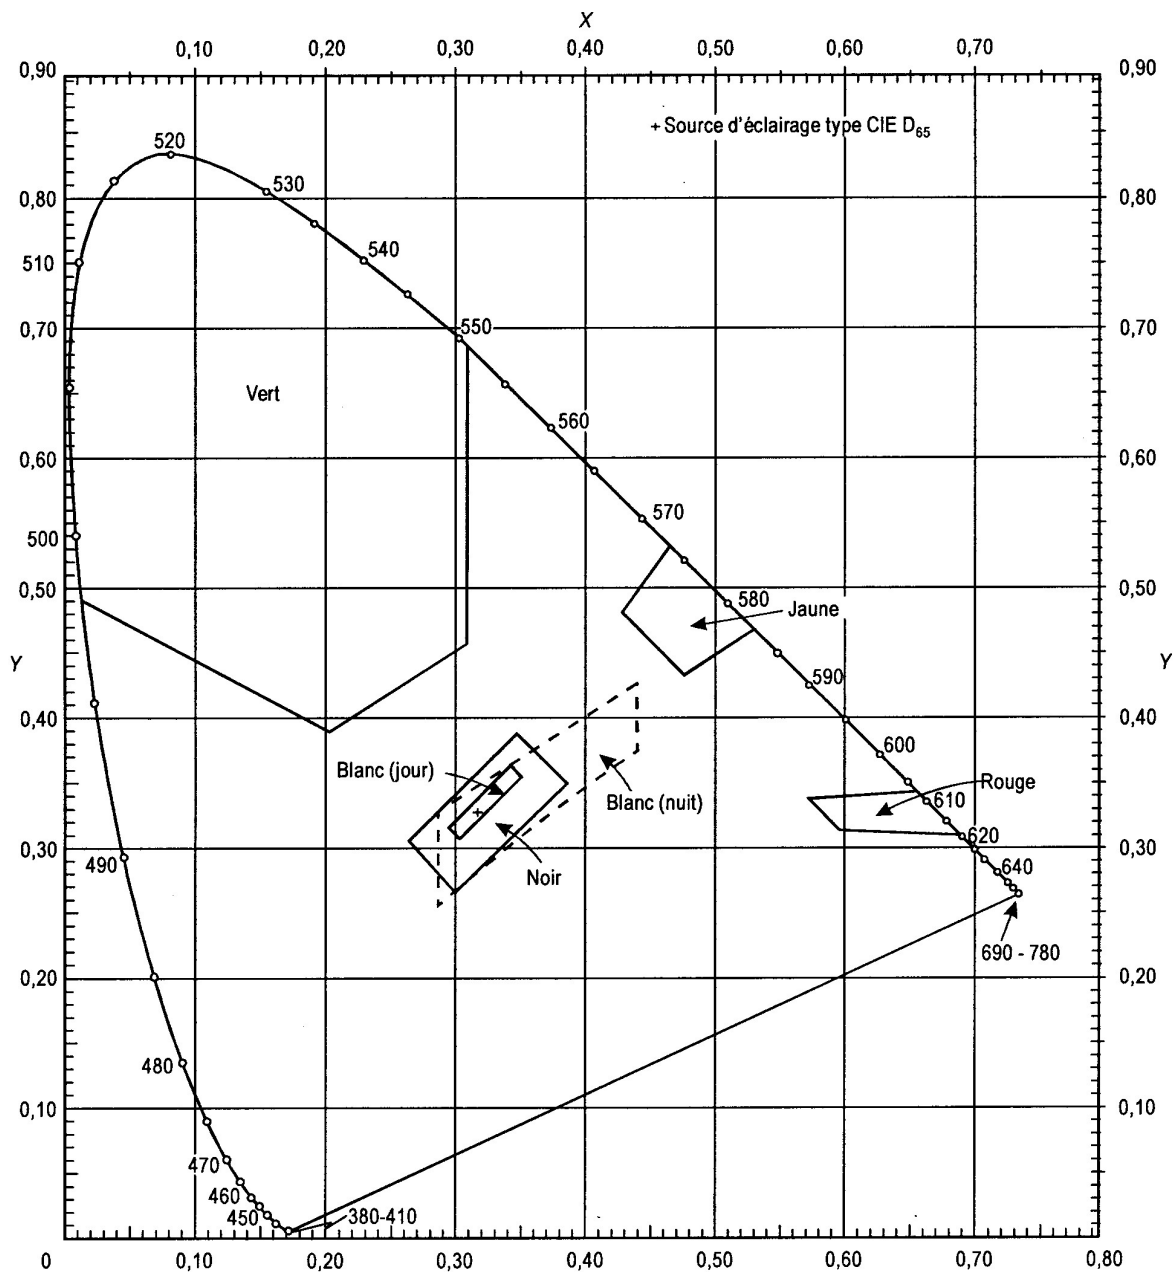 X
0,10 0,20 0,30 0,40 0,50 0,60 0,70
0,90 0,90
+ Source d'éclairage type CIE D65
520
530
0,80 0,80
540
510
550
0,70 0,70
Vert
560
0,60 0,60
570
500
0,50 580 0,50
Jaune
Y Y
590
0,40 0,40
600
Blanc (jour)
Rouge
Blanc (nuit)
610
620
0,30 0,30
490
640
Noir
690 - 780
0,20 0,20
480
0,10 0,10
470
460
450
380-410
0 0,10 0,20 0,30 0,40 0,50 0,60 0,70 0,80